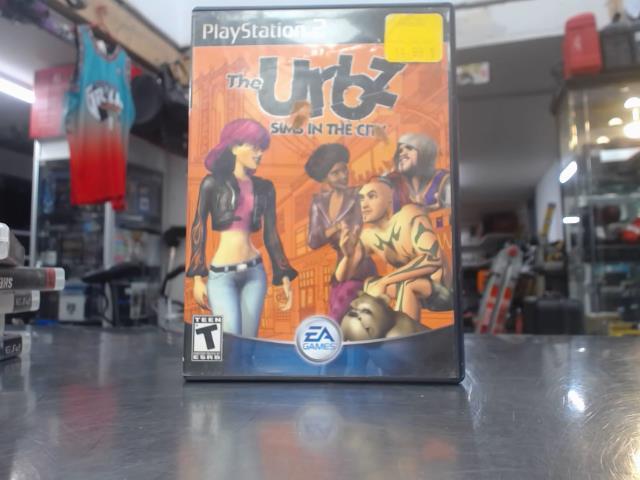 PlayStation 2
The Urbz
SIMS IN THE CITY
TEEN
T
ESRB
EA
GAMES